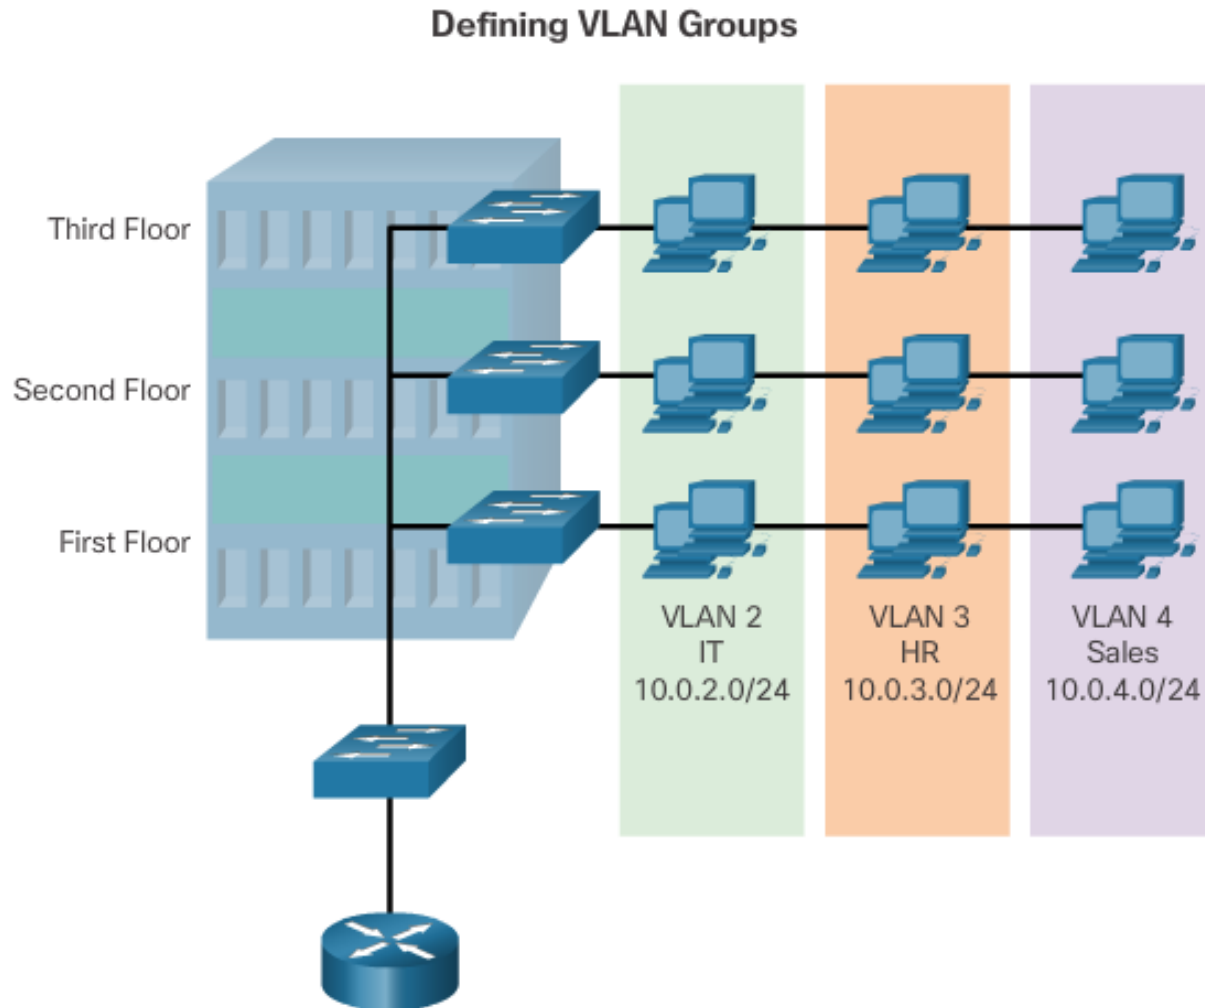 Defining VLAN Groups
Third Floor
Second Floor
First Floor
VLAN 2
IT
10.0.2.0/24
VLAN 3
HR
10.0.3.0/24
VLAN 4
Sales
10.0.4.0/24